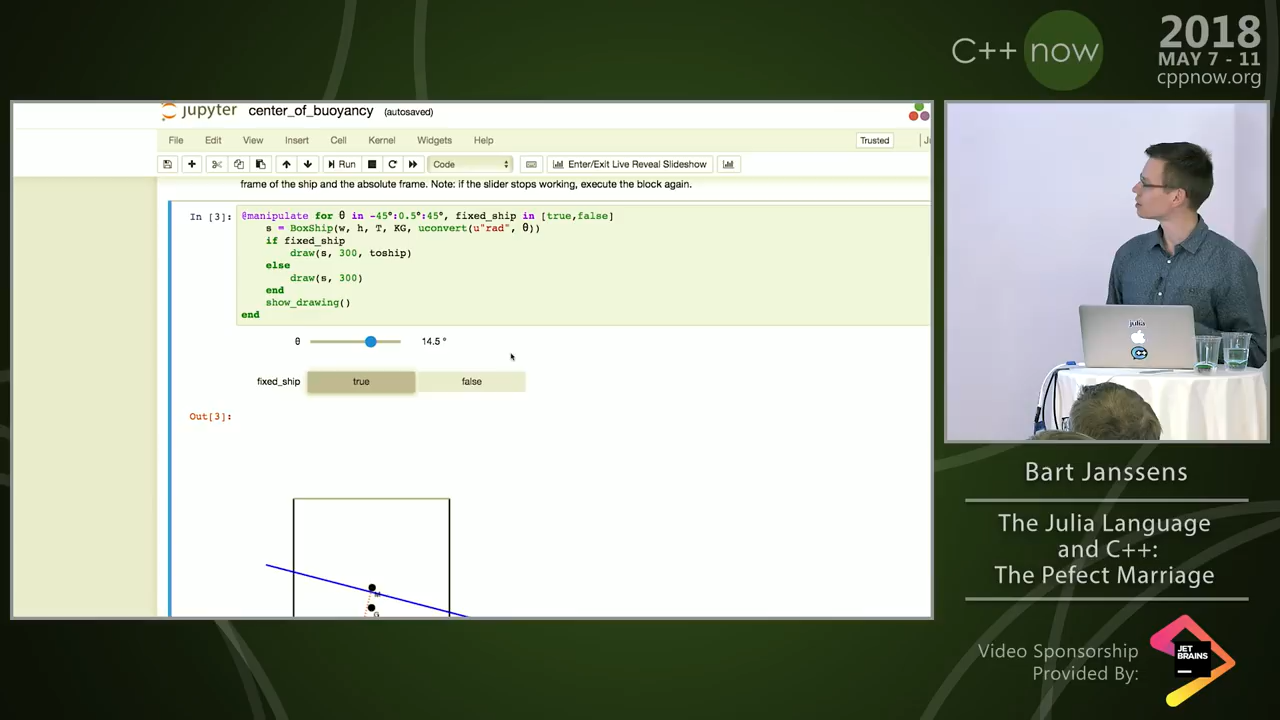 C++ now
2018
MAY 7 - 11
cppnow.org
jupyter center_of_buoyancy (autosaved)
File Edit View Insert Cell Kernel Widgets Help
Trusted
Run
Code
Enter/Exit Live Reveal Slideshow
frame of the ship and the absolute frame. Note: if the slider stops working, execute the block again.
In [3]:
@manipulate for θ in -45°:0.5°:45°, fixed_ship in [true,false]
s = BoxShip(w, h, T, KG, uconvert(u"rad", θ))
if fixed_ship
draw(s, 300, toship)
else
draw(s, 300)
end
show_drawing()
end
θ 14.5 °
fixed_ship true false
Out[3]:
M
G
julia
Bart Janssens
The Julia Language
and C++:
The Pefect Marriage
Video Sponsorship
Provided By:
JET
BRAINS